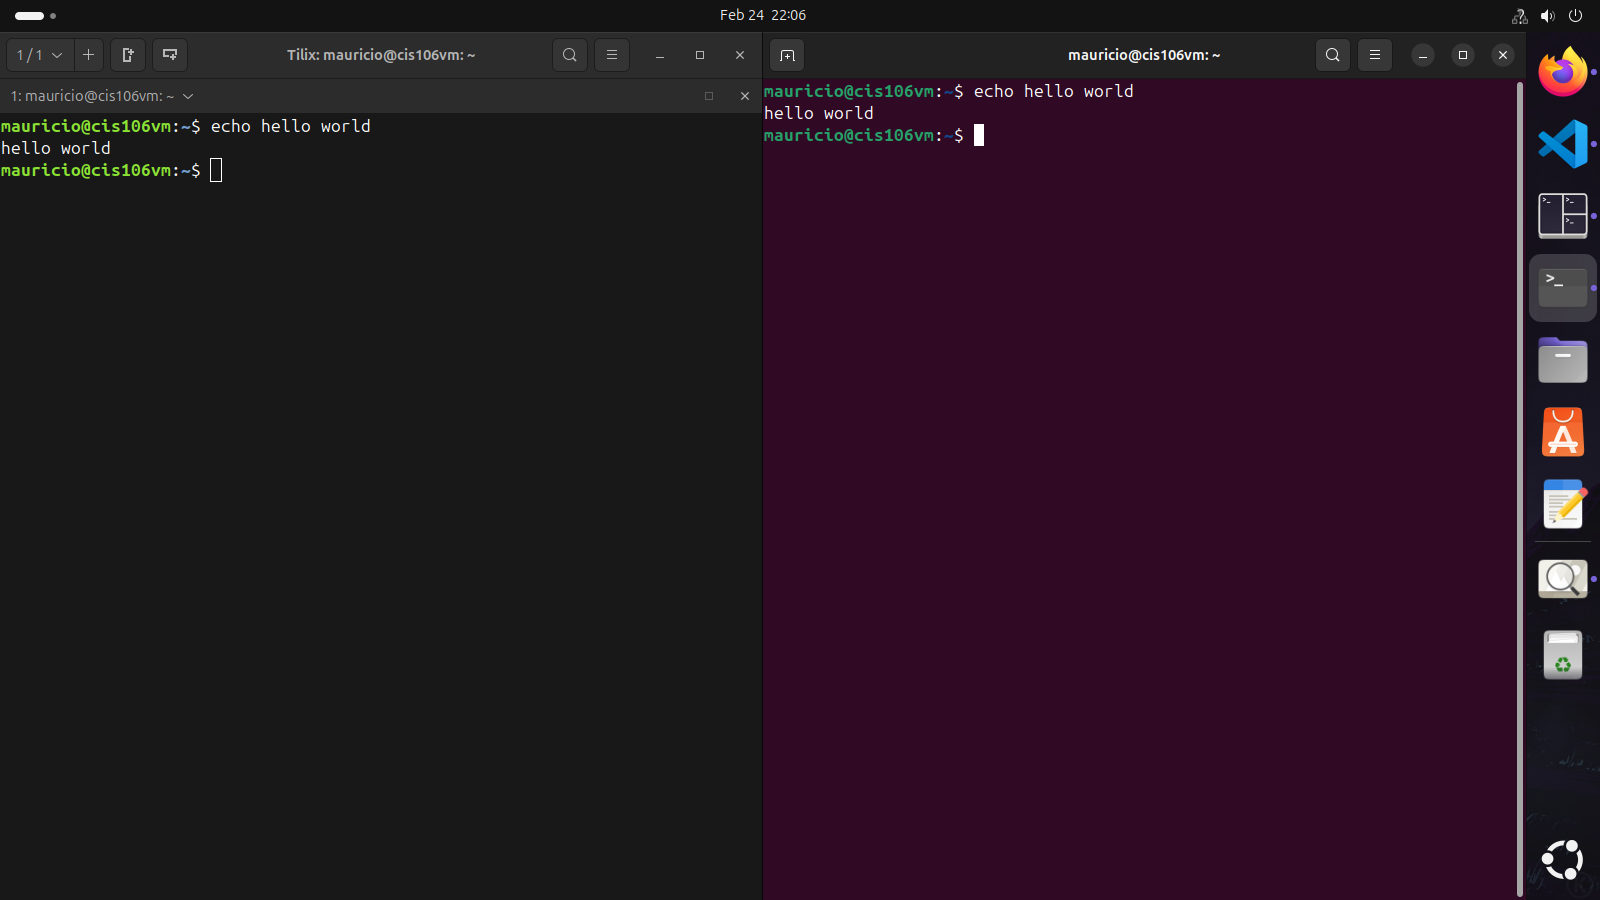 Feb 24 22:06
1 / 1
Tilix: mauricio@cis106vm: ~
1: mauricio@cis106vm: ~
mauricio@cis106vm:~$ echo hello world
hello world
mauricio@cis106vm:~$
mauricio@cis106vm: ~
mauricio@cis106vm:~$ echo hello world
hello world
mauricio@cis106vm:~$